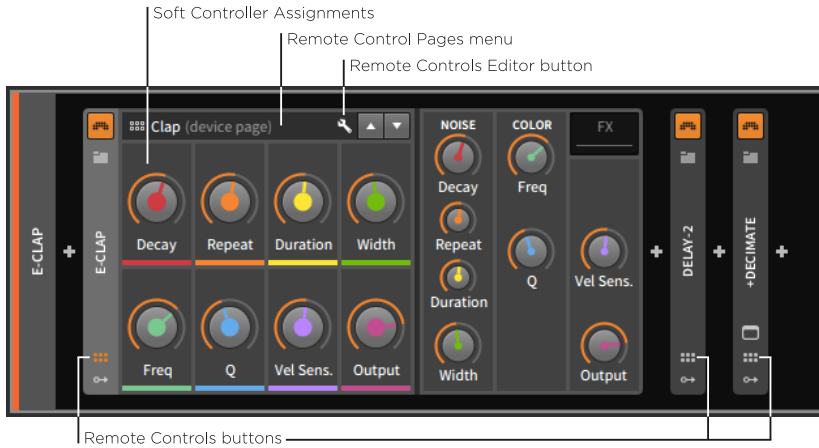 Soft Controller Assignments
Remote Control Pages menu
Remote Controls Editor button
E-CLAP
E-CLAP
Clap (device page)
Decay
Repeat
Duration
Width
Freq
Q
Vel Sens.
Output
NOISE
Decay
Repeat
Duration
Width
COLOR
Freq
Q
FX
Vel Sens.
Output
DELAY-2
+DECIMATE
Remote Controls buttons